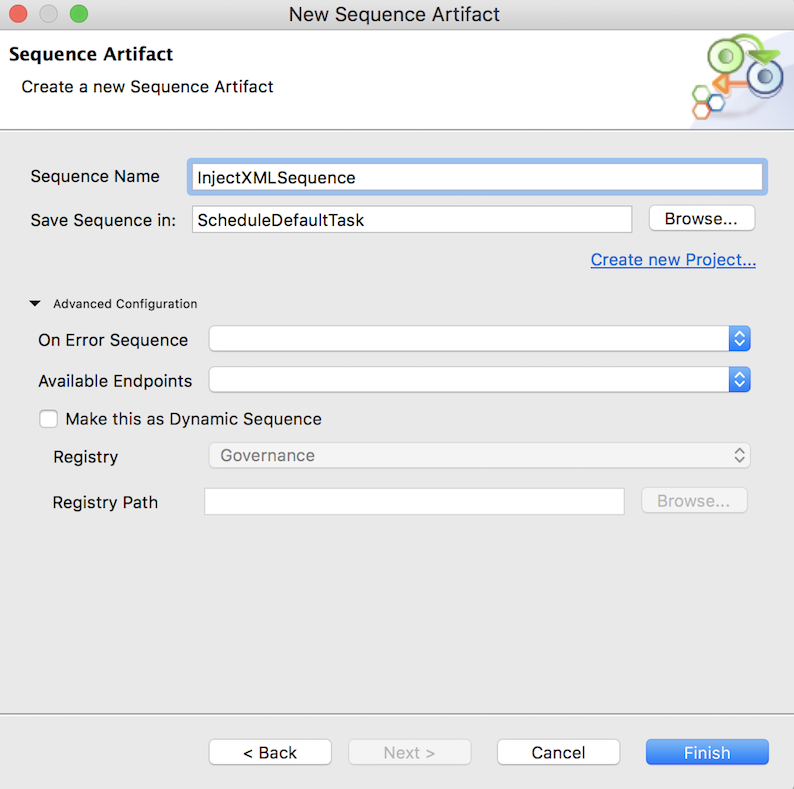 New Sequence Artifact
Sequence Artifact
Create a new Sequence Artifact
Sequence Name InjectXMLSequence
Save Sequence in: ScheduleDefaultTask Browse...
Create new Project...
Advanced Configuration
On Error Sequence
Available Endpoints
Make this as Dynamic Sequence
Registry Governance
Registry Path Browse...
< Back Next > Cancel Finish